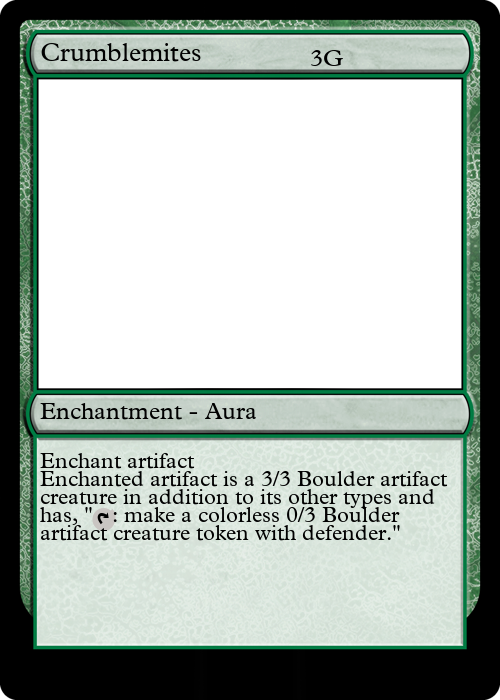 Crumblemites 3G
Enchantment - Aura
Enchant artifact
Enchanted artifact is a 3/3 Boulder artifact
creature in addition to its other types and
has, " : make a colorless 0/3 Boulder
artifact creature token with defender."